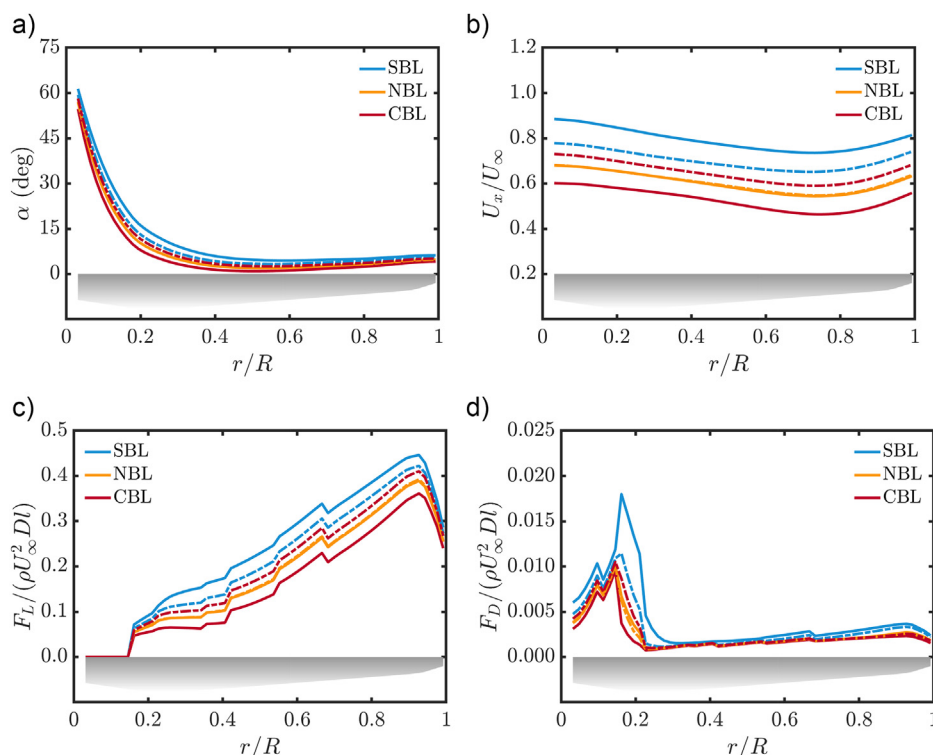 a)
75
60
45
30
15
0
α (deg)
SBL
NBL
CBL
0
0.2
0.4
0.6
0.8
1
r/R
b)
1.2
1.0
0.8
0.6
0.4
0.2
U_x/U_∞
SBL
NBL
CBL
0
0.2
0.4
0.6
0.8
1
r/R
c)
0.5
0.4
0.3
0.2
0.1
0.0
F_L/(ρU_∞^2 Dl)
SBL
NBL
CBL
0
0.2
0.4
0.6
0.8
1
r/R
d)
0.025
0.020
0.015
0.010
0.005
0.000
F_D/(ρU_∞^2 Dl)
SBL
NBL
CBL
0
0.2
0.4
0.6
0.8
1
r/R